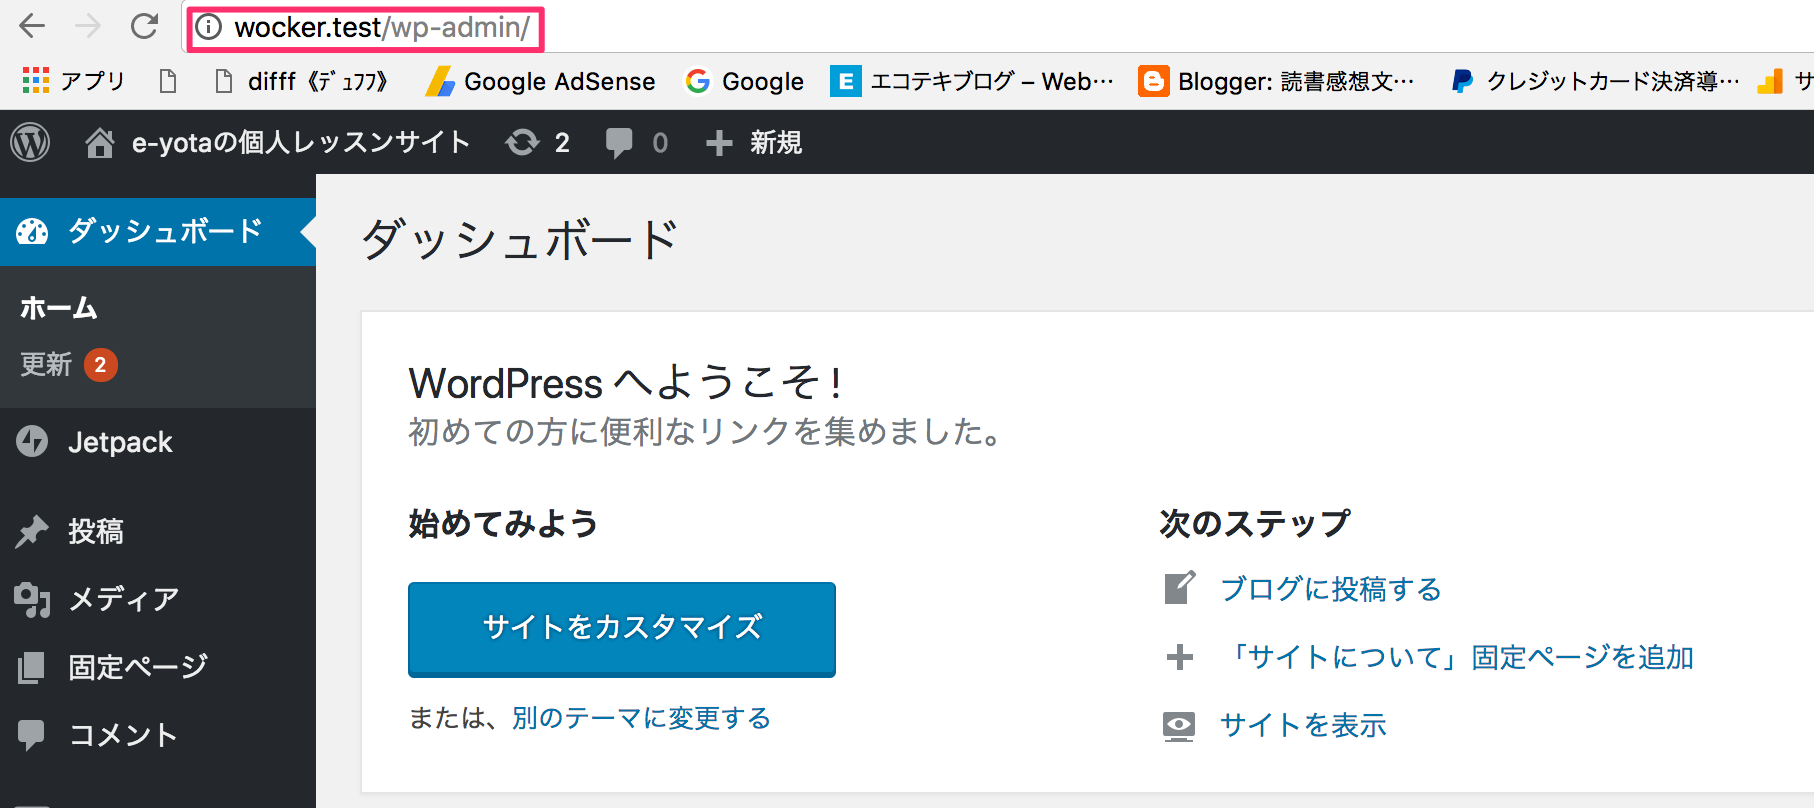 wocker.test/wp-admin/
アプリ difff《ﾃﾞｭﾌﾌ》 Google AdSense Google エコテキブログ – Web… Blogger: 読書感想文… クレジットカード決済導… サ
e-yotaの個人レッスンサイト 2 0 新規
ダッシュボード
ホーム
更新 2
Jetpack
投稿
メディア
固定ページ
コメント
ダッシュボード
WordPress へようこそ !
初めての方に便利なリンクを集めました。
始めてみよう
サイトをカスタマイズ
または、別のテーマに変更する
次のステップ
ブログに投稿する
「サイトについて」固定ページを追加
サイトを表示